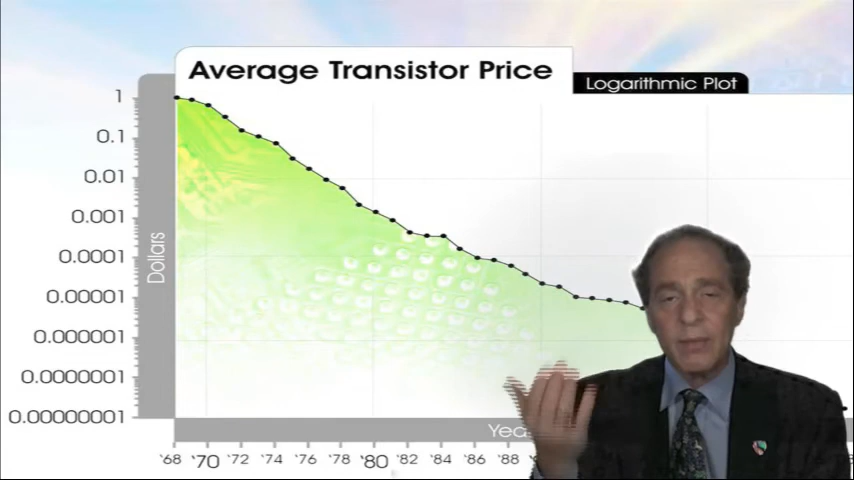 Average Transistor Price
Logarithmic Plot
1
0.1
0.01
0.001
0.0001
0.00001
0.000001
0.0000001
0.00000001
Dollars
Yea
'68 '70 '72 '74 '76 '78 '80 '82 '84 '86 '88